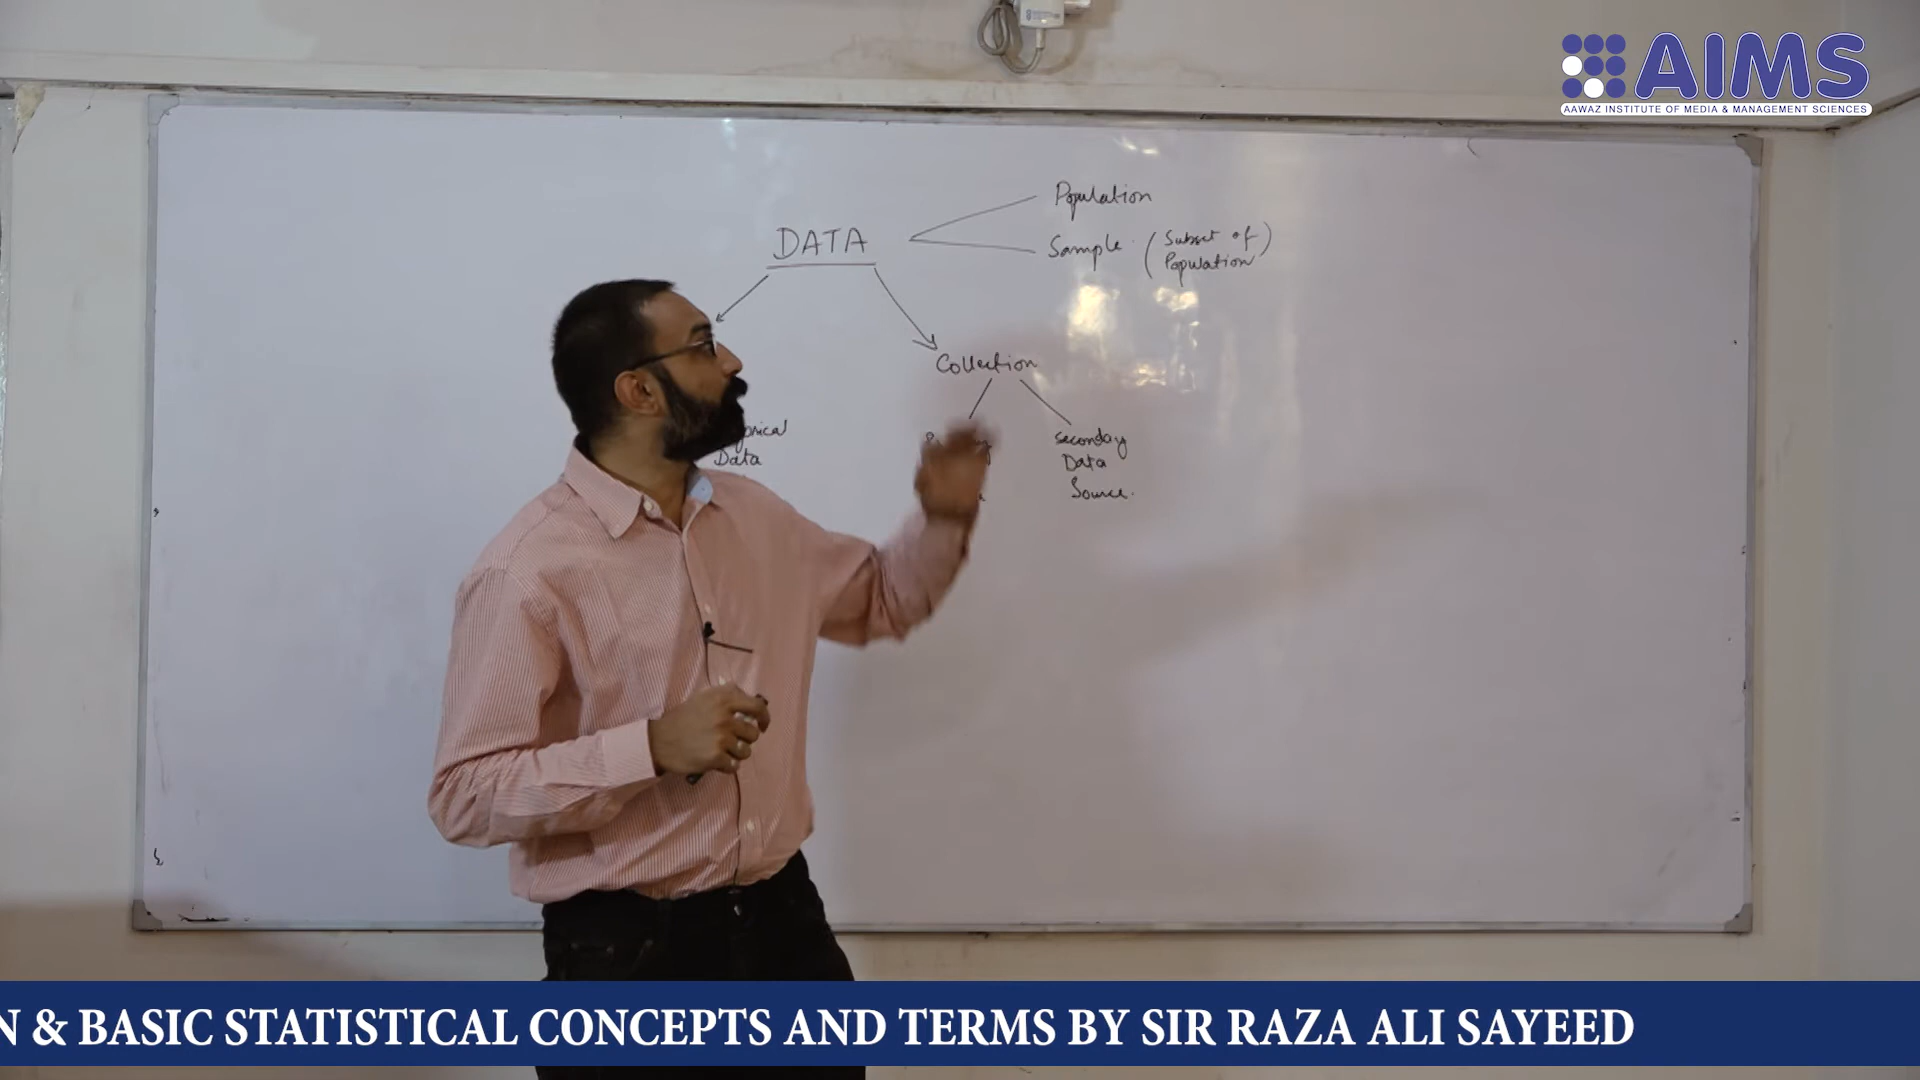 AIMS
AAWAZ INSTITUTE OF MEDIA & MANAGEMENT SCIENCES
Population
DATA
Sample (Subset of
Population)
Collection
Data
Seconday
Data
Source.
N & BASIC STATISTICAL CONCEPTS AND TERMS BY SIR RAZA ALI SAYEED